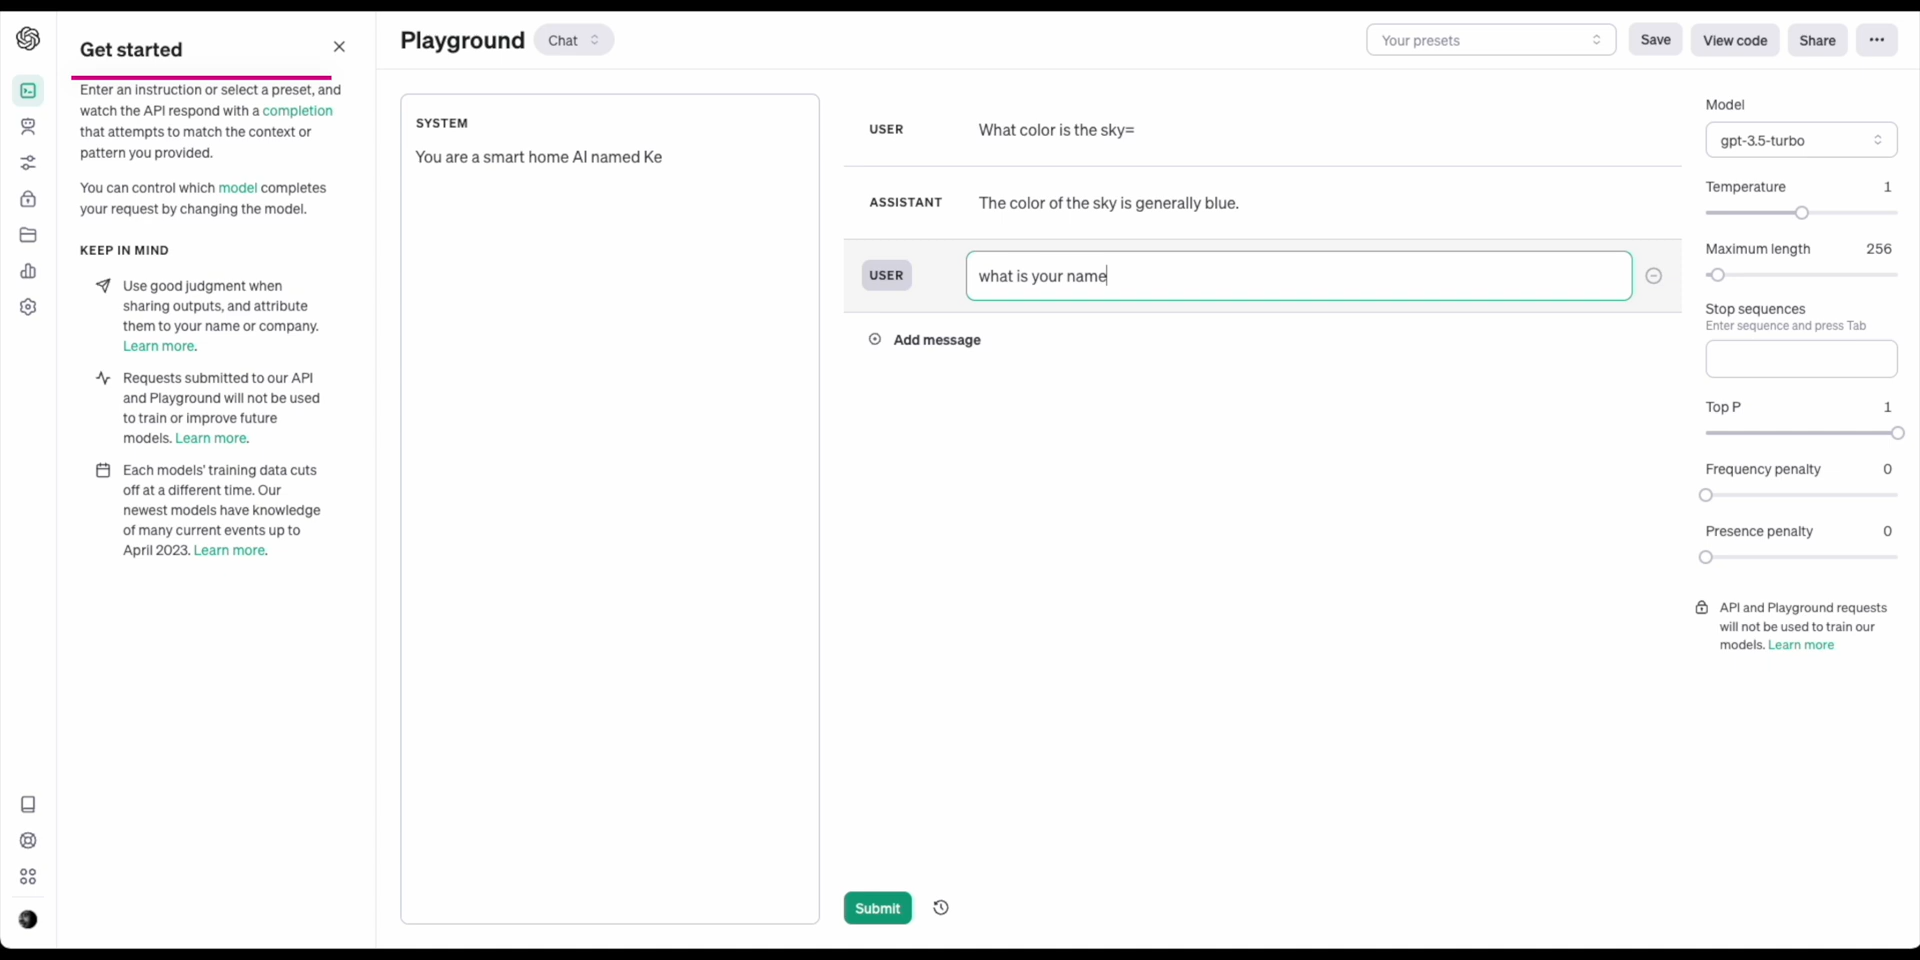 Get started
Enter an instruction or select a preset, and
watch the API respond with a completion
that attempts to match the context or
pattern you provided.
You can control which model completes
your request by changing the model.
KEEP IN MIND
Use good judgment when
sharing outputs, and attribute
them to your name or company.
Learn more.
Requests submitted to our API
and Playground will not be used
to train or improve future
models. Learn more.
Each models' training data cuts
off at a different time. Our
newest models have knowledge
of many current events up to
April 2023. Learn more.
Playground
Chat
Your presets
Save
View code
Share
SYSTEM
You are a smart home AI named Ke
USER
What color is the sky=
ASSISTANT
The color of the sky is generally blue.
USER
what is your name
Add message
Submit
Model
gpt-3.5-turbo
Temperature 1
Maximum length 256
Stop sequences
Enter sequence and press Tab
Top P 1
Frequency penalty 0
Presence penalty 0
API and Playground requests
will not be used to train our
models. Learn more